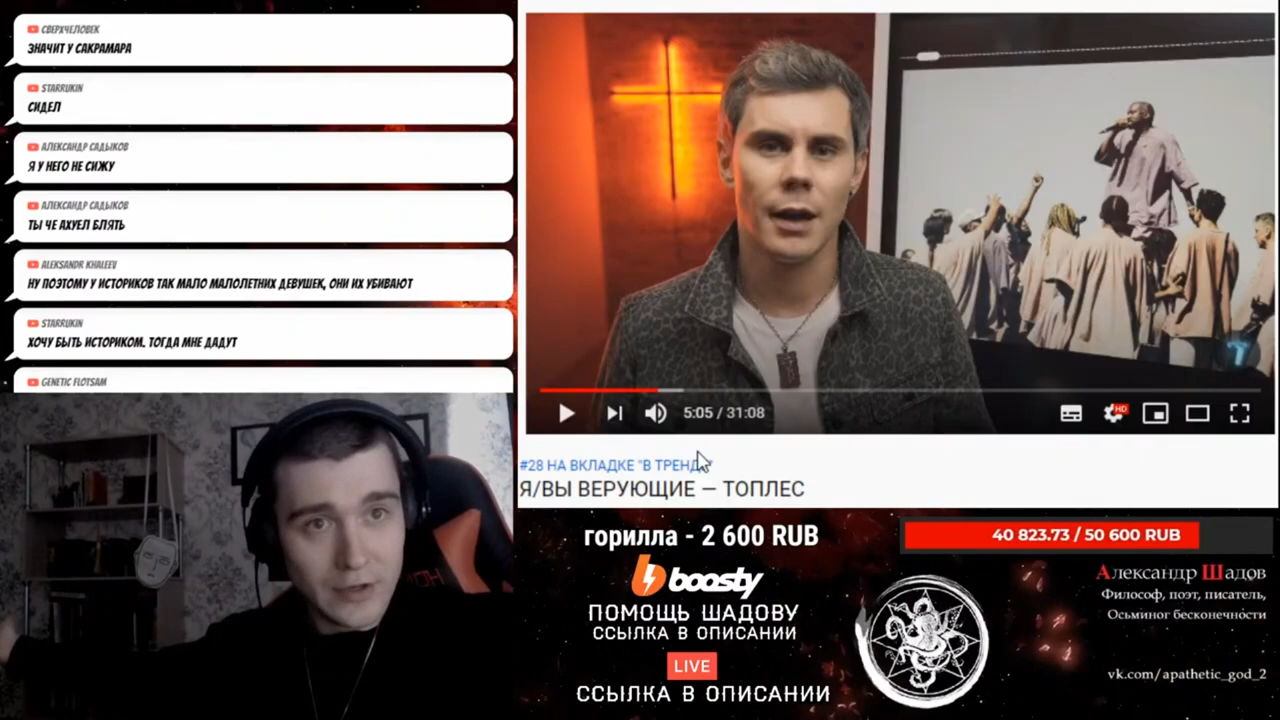 СВЕРХЧЕЛОВЕК
ЗНАЧИТ У САКРАМАРА
STARRUKIN
СИДЕЛ
АЛЕКСАНДР САДЫКОВ
Я У НЕГО НЕ СИЖУ
АЛЕКСАНДР САДЫКОВ
ТЫ ЧЕ АХУЕЛ БЛЯТЬ
ALEKSANDR KHALEEV
НУ ПОЭТОМУ У ИСТОРИКОВ ТАК МАЛО МАЛОЛЕТНИХ ДЕВУШЕК, ОНИ ИХ УБИВАЮТ
STARRUKIN
ХОЧУ БЫТЬ ИСТОРИКОМ. ТОГДА МНЕ ДАДУТ
GENETIC FLOTSAM
5:05 / 31:08
HD
#28 НА ВКЛАДКЕ "В ТРЕНДЕ"
Я/ВЫ ВЕРУЮЩИЕ — ТОПЛЕС
горилла - 2 600 RUB
boosty
ПОМОЩЬ ШАДОВУ
ССЫЛКА В ОПИСАНИИ
LIVE
ССЫЛКА В ОПИСАНИИ
40 823.73 / 50 600 RUB
Александр Шадов
Философ, поэт, писатель,
Осьминог бесконечности
vk.com/apathetic_god_2